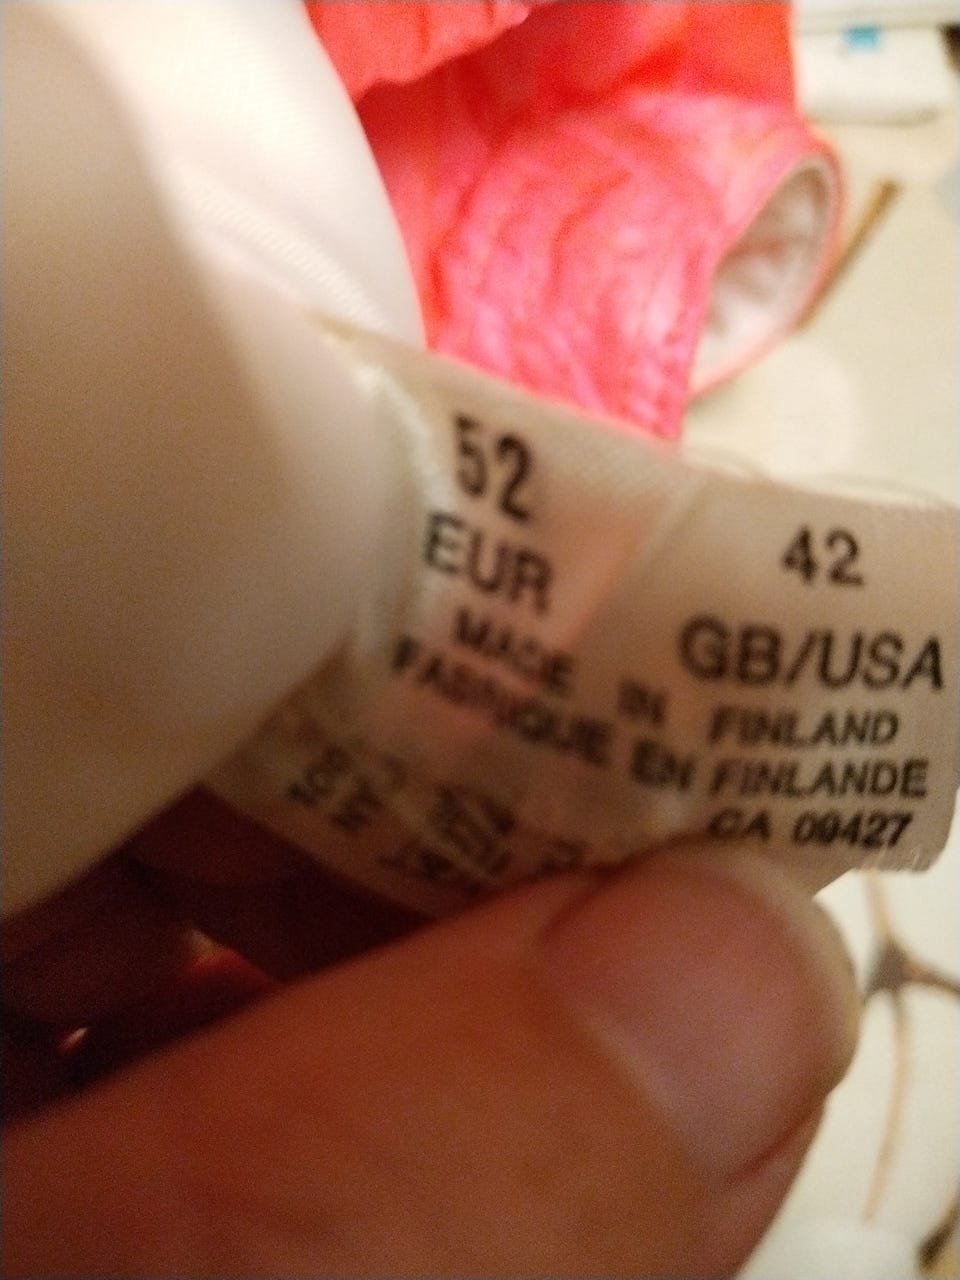 52
EUR
42
GB/USA
MADE IN FINLAND
FABRIQUE EN FINLANDE
CA 09427